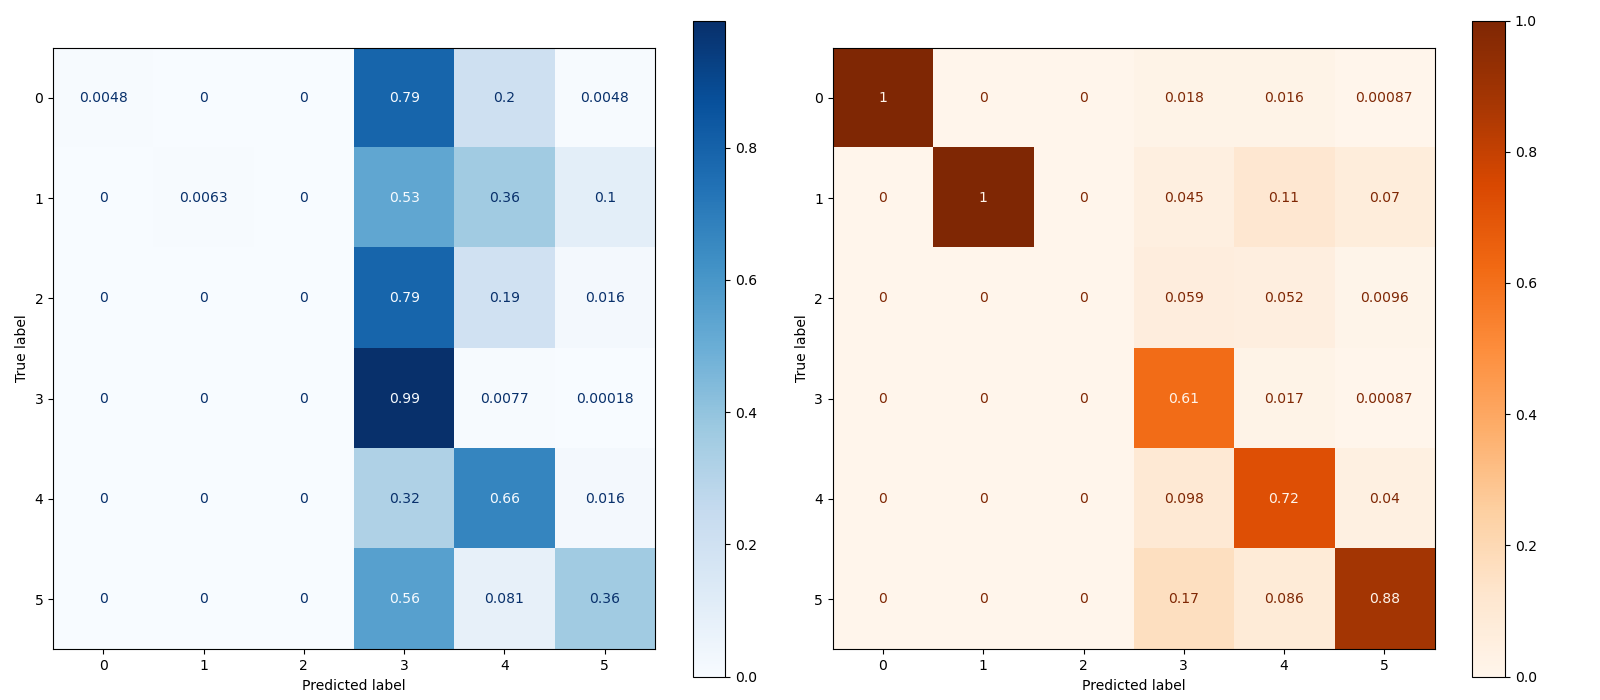 0 0.0048 0 0 0.79 0.2 0.0048
1 0 0.0063 0 0.53 0.36 0.1
2 0 0 0 0.79 0.19 0.016
3 0 0 0 0.99 0.0077 0.00018
4 0 0 0 0.32 0.66 0.016
5 0 0 0 0.56 0.081 0.36
0 1 2 3 4 5
True label
Predicted label
0.8
0.6
0.4
0.2
0.0
0 1 0 0 0.018 0.016 0.00087
1 0 1 0 0.045 0.11 0.07
2 0 0 0 0.059 0.052 0.0096
3 0 0 0 0.61 0.017 0.00087
4 0 0 0 0.098 0.72 0.04
5 0 0 0 0.17 0.086 0.88
0 1 2 3 4 5
True label
Predicted label
1.0
0.8
0.6
0.4
0.2
0.0